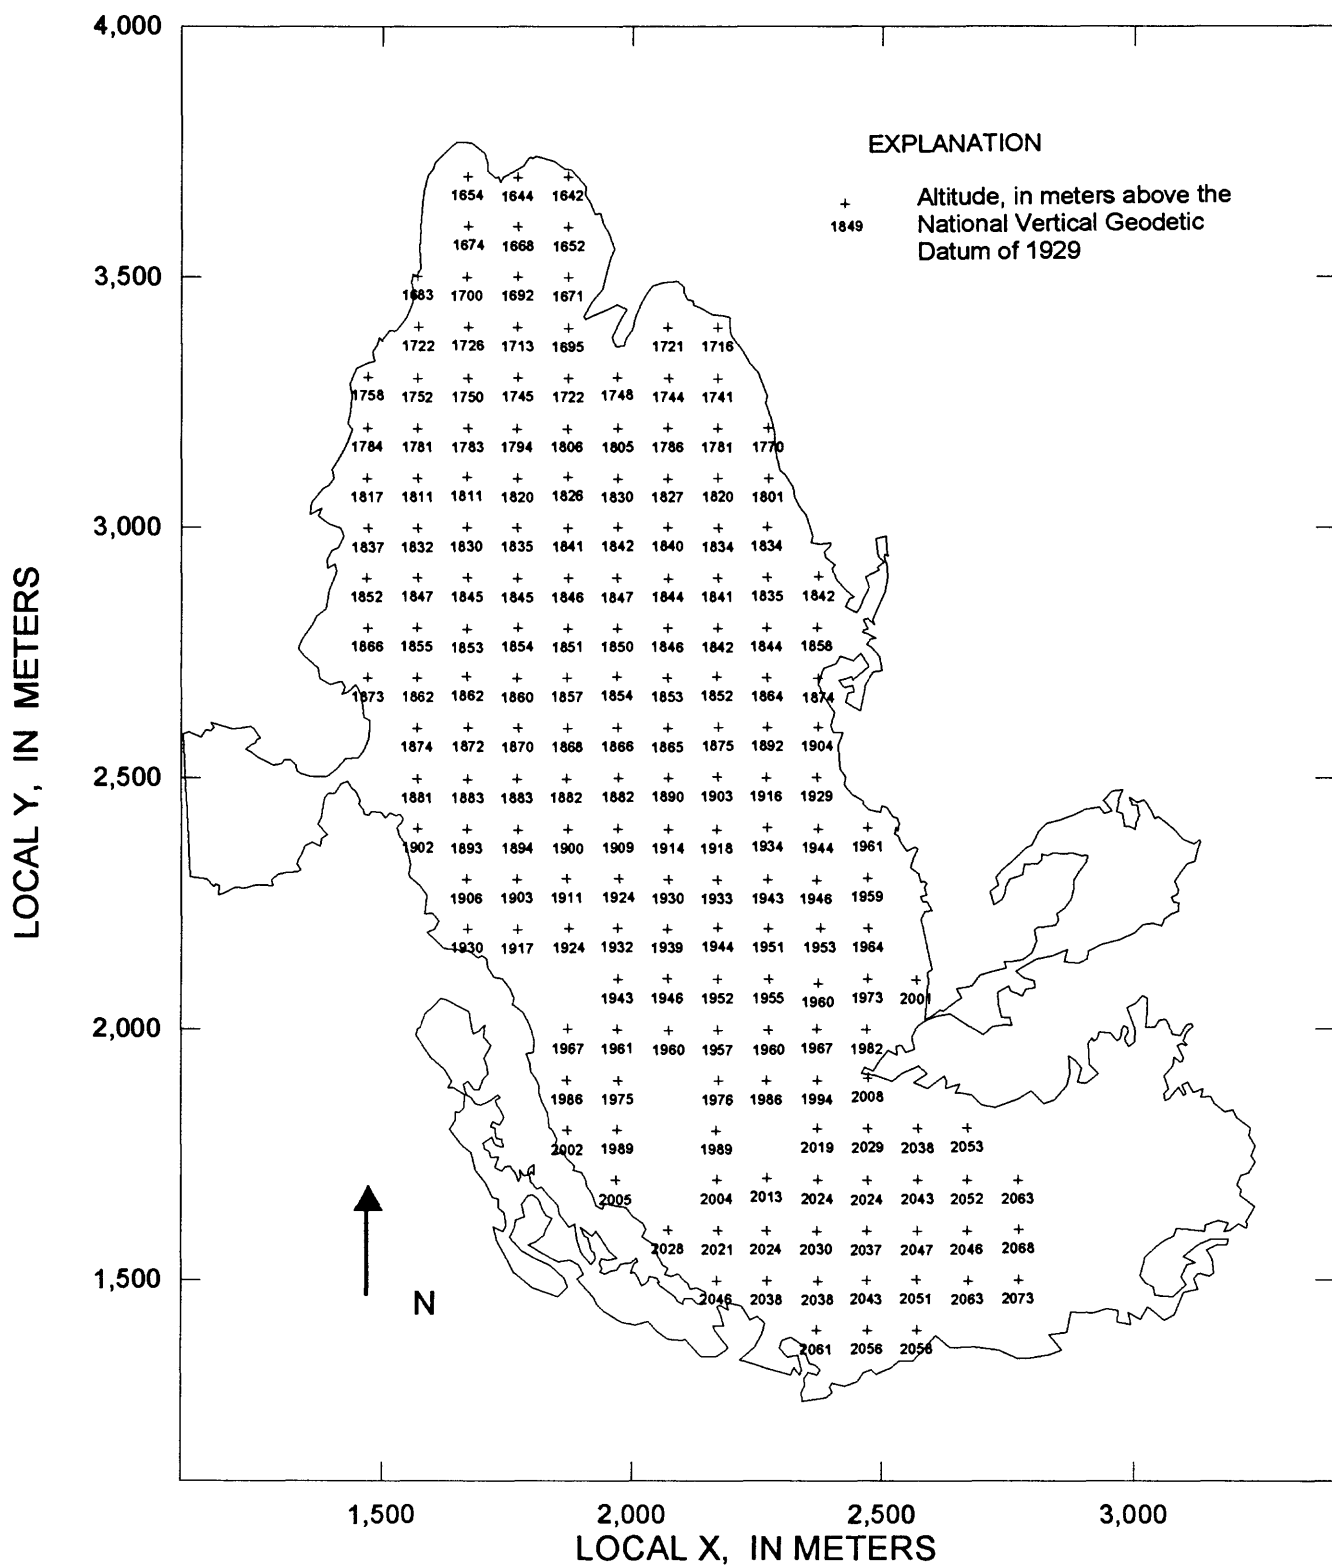 4,000
EXPLANATION
Altitude, in meters above the
1849 National Vertical Geodetic
Datum of 1929
1654 1644 1642
1674 1668 1652
3,500
1683 1700 1692 1671
1722 1726 1713 1695 1721 1716
1758 1752 1750 1745 1722 1748 1744 1741
1784 1781 1783 1794 1806 1805 1786 1781 1770
1817 1811 1811 1820 1826 1830 1827 1820 1801
3,000
1837 1832 1830 1835 1841 1842 1840 1834 1834
1852 1847 1845 1845 1846 1847 1844 1841 1835 1842
1866 1855 1853 1854 1851 1850 1846 1842 1844 1858
1873 1862 1862 1860 1857 1854 1853 1852 1864 1874
1874 1872 1870 1868 1866 1865 1875 1892 1904
2,500
1881 1883 1883 1882 1882 1890 1903 1916 1929
1902 1893 1894 1900 1909 1914 1918 1934 1944 1961
1906 1903 1911 1924 1930 1933 1943 1946 1959
1930 1917 1924 1932 1939 1944 1951 1953 1964
1943 1946 1952 1955 1960 1973 2001
2,000
1967 1961 1960 1957 1960 1967 1982
1986 1975 1976 1986 1994 2008
2002 1989 1989 2019 2029 2038 2053
2005 2004 2013 2024 2024 2043 2052 2063
2028 2021 2024 2030 2037 2047 2046 2068
1,500
2046 2038 2038 2043 2051 2063 2073
N
2061 2056 2058
LOCAL Y, IN METERS
1,500 2,000 2,500 3,000
LOCAL X, IN METERS